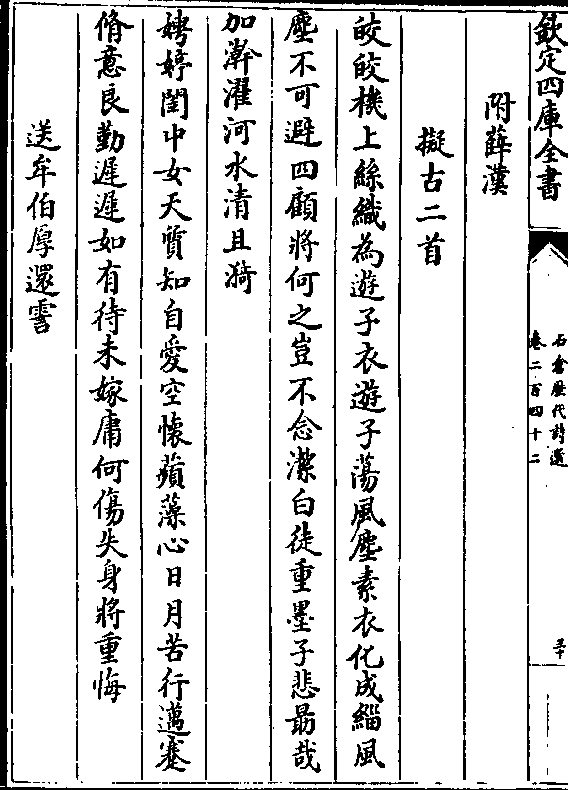 欽定四庫全書
石倉歷代詩選
卷二百四十二
附薛漢
擬古二首
皎皎機上絲織為遊子衣遊子蕩風塵素衣化成緇風
塵不可避四顧將何之豈不念潔白徒重墨子悲勗哉
加澣濯河水清且漪
娉婷閨中女天質知自愛空懷蘋藻心日月苦行邁蹇
脩意良勤遲遲如有待未嫁庸何傷失身將重悔
送牟伯厚還霅